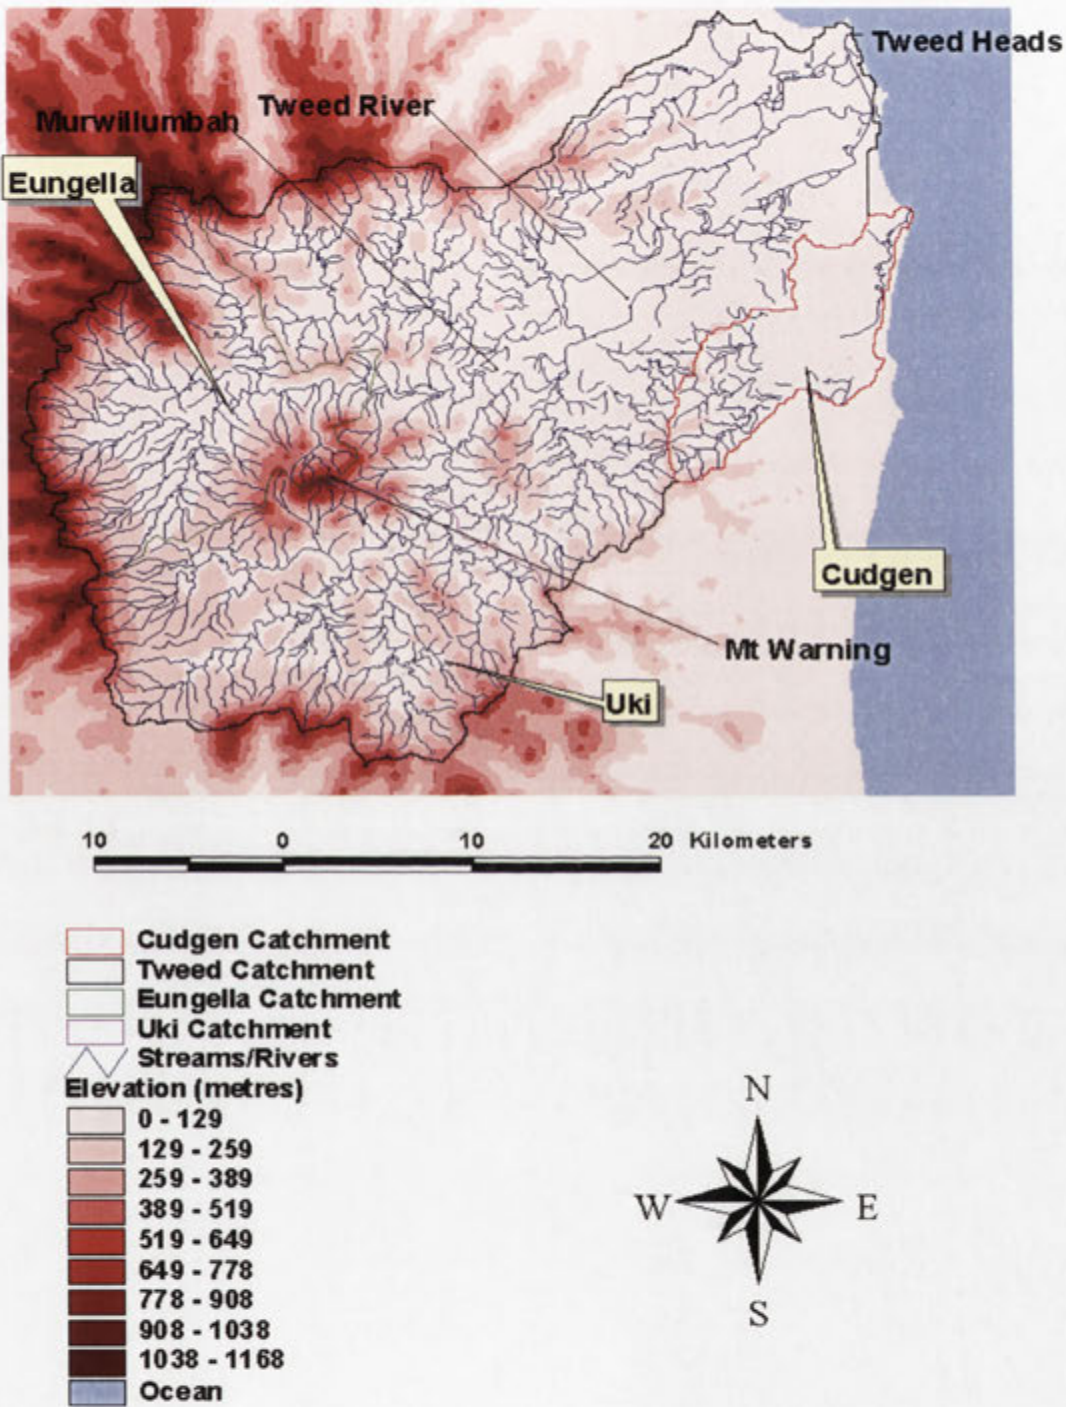 Tweed Heads
Tweed River
Murwillumbah
Eungella
Cudgen
Mt Warning
Uki
10 0 10 20 Kilometers
Cudgen Catchment
Tweed Catchment
Eungella Catchment
Uki Catchment
Streams/Rivers
Elevation (metres)
0 - 129
129 - 259
259 - 389
389 - 519
519 - 649
649 - 778
778 - 908
908 - 1038
1038 - 1168
Ocean
N
W E
S